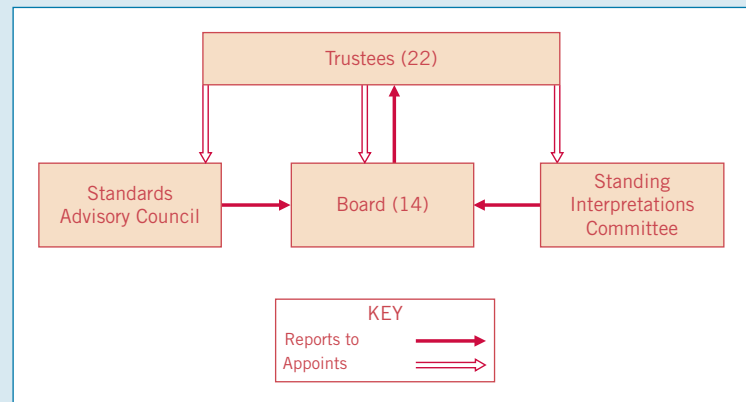 Trustees (22)
Standards
Advisory Council
Board (14)
Standing
Interpretations
Committee
KEY
Reports to
Appoints